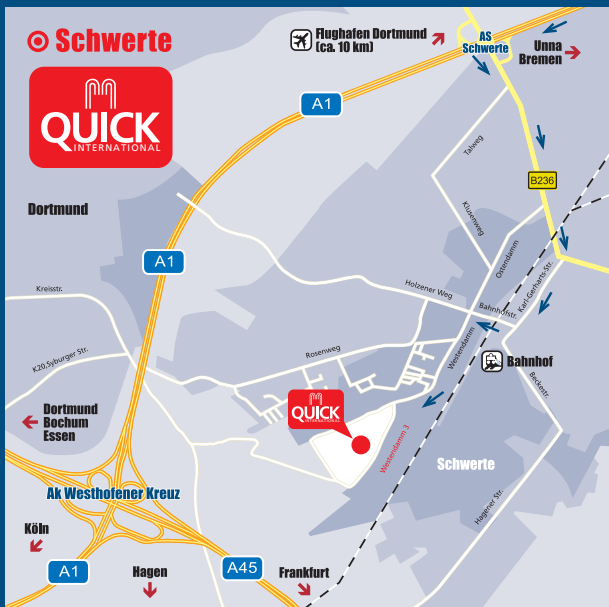 Schwerte
QUICK
INTERNATIONAL
Flughafen Dortmund
(ca. 10 km)
AS
Schwerte
Unna
Bremen
A1
Talweg
B236
Dortmund
Klusenweg
Ostendamm
A1
Karl-Gerharts-Str.
Kreisstr.
Holzener Weg
Bahnhofstr.
Westendamm
Rosenweg
K20,Syburger Str.
Bahnhof
Beckestr.
QUICK
INTERNATIONAL
Dortmund
Bochum
Essen
Westendamm 3
Schwerte
Ak Westhofener Kreuz
Hagener Str.
Köln
A1
Hagen
A45
Frankfurt